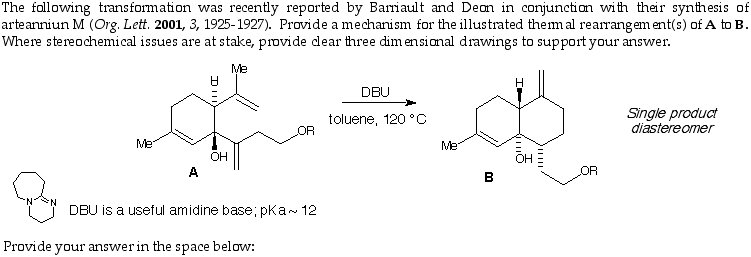 The following transformation was recently reported by Barriault and Deon in conjunction with their synthesis of
arteanniun M (Org. Lett. 2001, 3, 1925-1927). Provide a mechanism for the illustrated thermal rearrangement(s) of A to B.
Where stereochemical issues are at stake, provide clear three dimensional drawings to support your answer.
Me
H
OR
Me
OH
A
DBU
toluene, 120 °C
H
Me
OH
OR
B
Single product
diastereomer
N
N
DBU is a useful amidine base; pKa ~ 12
Provide your answer in the space below: